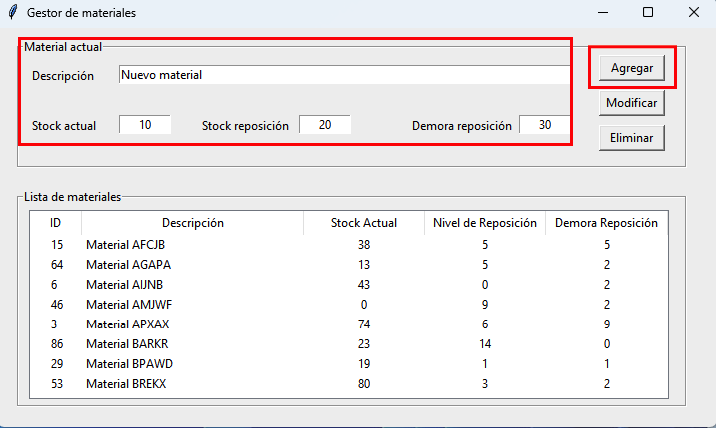 Gestor de materiales
Material actual
Descripción Nuevo material Agregar
Modificar
Stock actual 10 Stock reposición 20 Demora reposición 30
Eliminar
Lista de materiales
ID Descripción Stock Actual Nivel de Reposición Demora Reposición
15 Material AFCJB 38 5 5
64 Material AGAPA 13 5 2
6 Material AIJNB 43 0 2
46 Material AMJWF 0 9 2
3 Material APXAX 74 6 9
86 Material BARKR 23 14 0
29 Material BPAWD 19 1 1
53 Material BREKX 80 3 2